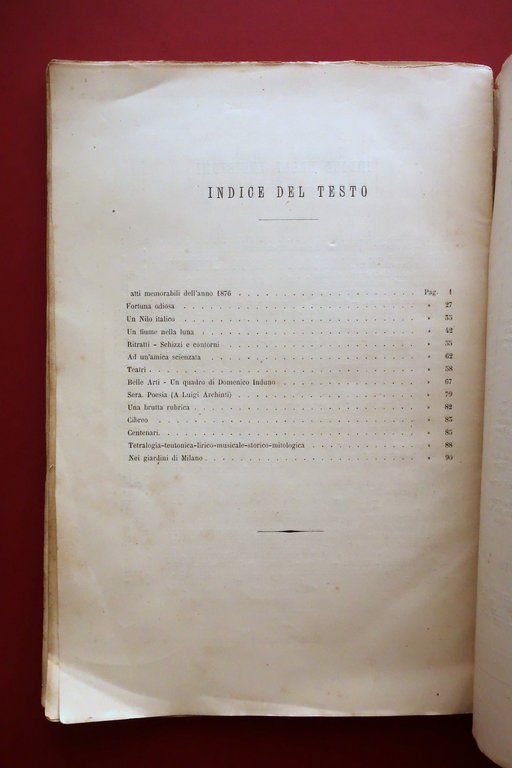 INDICE DEL TESTO
atti memorabili dell'anno 1876 . . . Pag. 1
Fortuna odiosa . . . » 27
Un Nilo italico . . . » 35
Un fiume nella luna . . . » 42
Ritratti - Schizzi e contorni . . . » 55
Ad un'amica scienzata . . . » 62
Teatri . . . » 58
Belle Arti - Un quadro di Domenico Induno . . . » 67
Sera. Poesia (A Luigi Archinti) . . . » 79
Una brutta rubrica . . . » 82
Cibreo . . . » 83
Centenari. . . . » 85
Tetralogia-teutonica-lirico-musicale-storico-mitologica . . . » 88
Nei giardini di Milano . . . » 90